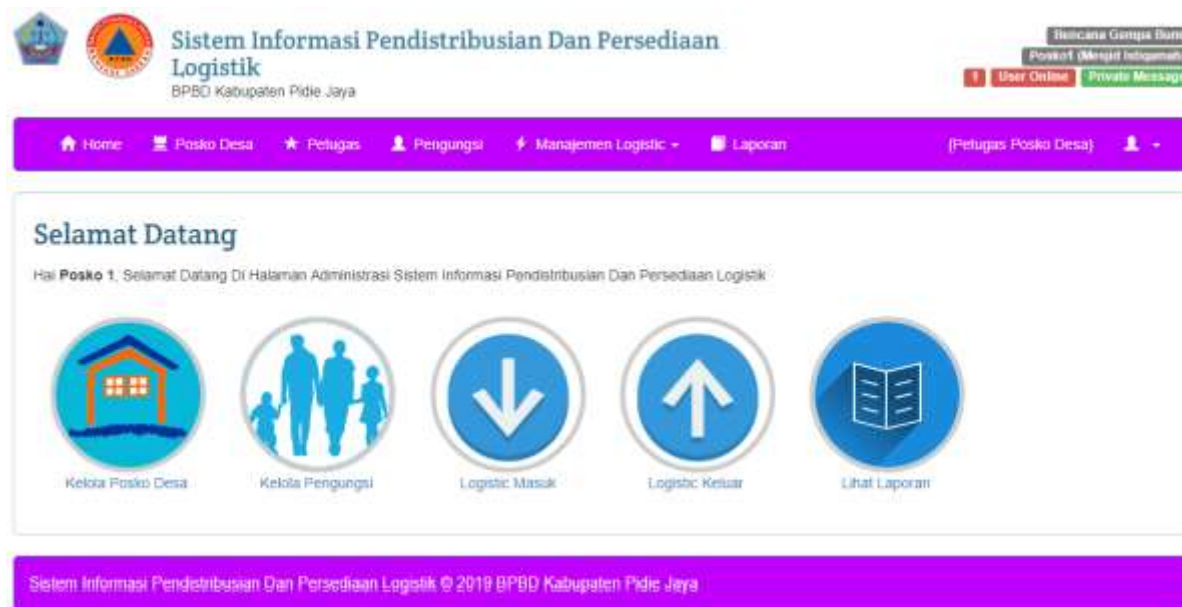 Sistem Informasi Pendistribusian Dan Persediaan
Logistik
BPBD Kabupaten Pidie Jaya
Bencana Gempa Bumi
Posko1 (Mesjid Istiqamah)
1 User Online Private Message
Home Posko Desa Petugas Pengungsi Manajemen Logistic Laporan (Petugas Posko Desa)
Selamat Datang
Hai Posko 1, Selamat Datang Di Halaman Administrasi Sistem Informasi Pendistribusian Dan Persediaan Logistik
Kelola Posko Desa Kelola Pengungsi Logistic Masuk Logistic Keluar Lihat Laporan
Sistem Informasi Pendistribusian Dan Persediaan Logistik © 2019 BPBD Kabupaten Pidie Jaya